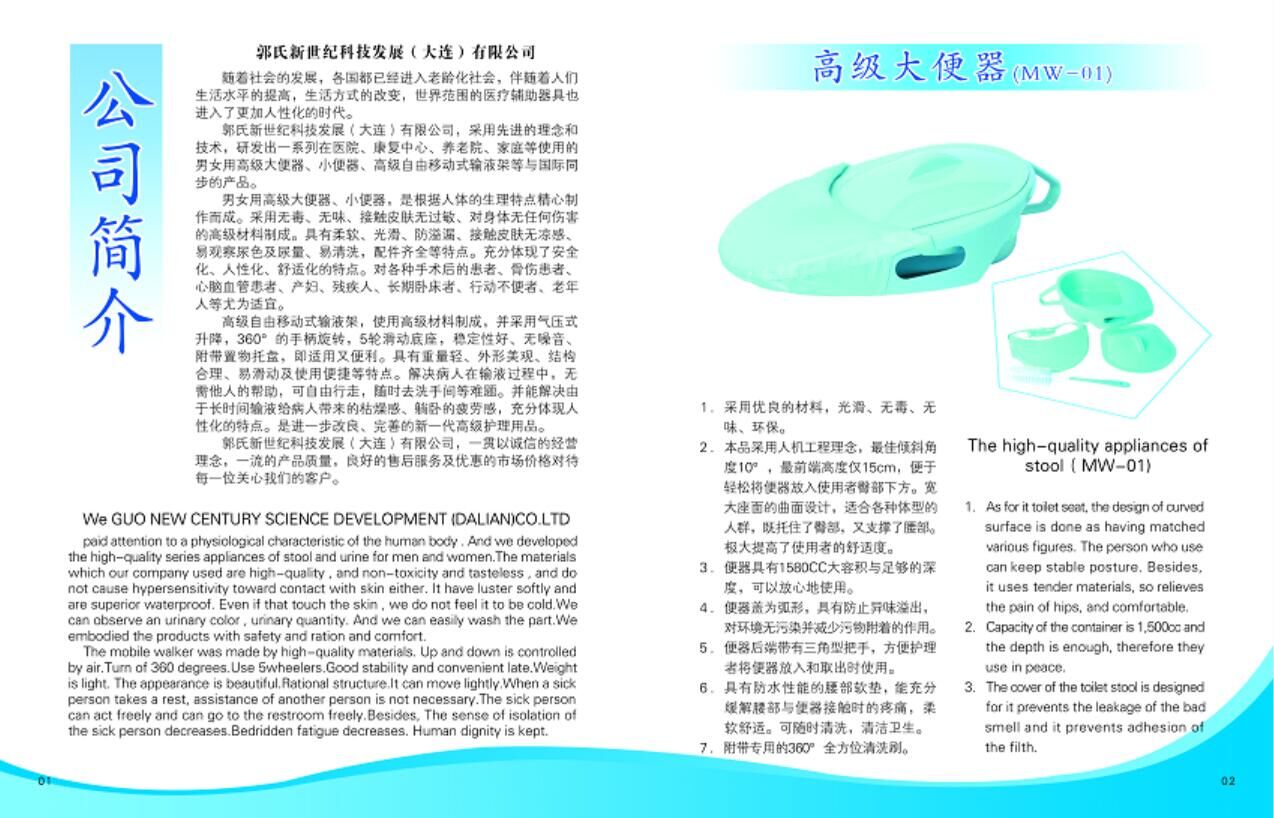 公司简介
郭氏新世纪科技发展（大连）有限公司
随着社会的发展，各国都已经进入老龄化社会，伴随着人们
生活水平的提高，生活方式的改变，世界范围的医疗辅助器具也
进入了更加人性化的时代。
郭氏新世纪科技发展（大连）有限公司，采用先进的理念和
技术，研发出一系列在医院、康复中心、养老院、家庭等使用的
男女用高级大便器、小便器、高级自由移动式输液架等与国际同
步的产品。
男女用高级大便器、小便器，是根据人体的生理特点精心制
作而成。采用无毒、无味、接触皮肤无过敏、对身体无任何伤害
的高级材料制成。具有柔软、光滑、防溢漏、接触皮肤无凉感、
易观察尿色及尿量、易清洗，配件齐全等特点。充分体现了安全
化、人性化、舒适化的特点。对各种手术后的患者、骨伤患者、
心脑血管患者、产妇、残疾人、长期卧床者、行动不便者、老年
人等尤为适宜。
高级自由移动式输液架，使用高级材料制成，并采用气压式
升降，360°的手柄旋转，5轮滑动底座，稳定性好、无噪音、
附带置物托盘，即适用又便利。具有重量轻、外形美观、结构
合理、易滑动及使用便捷等特点。解决病人在输液过程中，无
需他人的帮助，可自由行走，随时去洗手间等难题。并能解决由
于长时间输液给病人带来的枯燥感、躺卧的疲劳感，充分体现人
性化的特点。是进一步改良、完善的新一代高级护理用品。
郭氏新世纪科技发展（大连）有限公司，一贯以诚信的经营
理念，一流的产品质量，良好的售后服务及优惠的市场价格对待
每一位关心我们的客户。
We GUO NEW CENTURY SCIENCE DEVELOPMENT (DALIAN)CO.LTD
paid attention to a physiological characteristic of the human body . And we developed
the high-quality series appliances of stool and urine for men and women.The materials
which our company used are high-quality , and non-toxicity and tasteless , and do
not cause hypersensitivity toward contact with skin either. It have luster softly and
are superior waterproof. Even if that touch the skin , we do not feel it to be cold.We
can observe an urinary color , urinary quantity. And we can easily wash the part.We
embodied the products with safety and ration and comfort.
The mobile walker was made by high-quality materials. Up and down is controlled
by air.Turn of 360 degrees.Use 5wheelers.Good stability and convenient late.Weight
is light. The appearance is beautiful.Rational structure.It can move lightly.When a sick
person takes a rest, assistance of another person is not necessary.The sick person
can act freely and can go to the restroom freely.Besides, The sense of isolation of
the sick person decreases.Bedridden fatigue decreases. Human dignity is kept.
01
高级大便器(MW-01)
1．采用优良的材料，光滑、无毒、无
味、环保。
2．本品采用人机工程理念，最佳倾斜角
度10°，最前端高度仅15cm，便于
轻松将便器放入使用者臀部下方。宽
大座面的曲面设计，适合各种体型的
人群，既托住了臀部，又支撑了腰部。
极大提高了使用者的舒适度。
3．便器具有1580CC大容积与足够的深
度，可以放心地使用。
4．便器盖为弧形，具有防止异味溢出，
对环境无污染并减少污物附着的作用。
5．便器后端带有三角型把手，方便护理
者将便器放入和取出时使用。
6．具有防水性能的腰部软垫，能充分
缓解腰部与便器接触时的疼痛，柔
软舒适。可随时清洗，清洁卫生。
7．附带专用的360°全方位清洗刷。
The high-quality appliances of
stool ( MW-01)
1. As for it toilet seat, the design of curved
surface is done as having matched
various figures. The person who use
can keep stable posture. Besides,
it uses tender materials, so relieves
the pain of hips, and comfortable.
2. Capacity of the container is 1,500cc and
the depth is enough, therefore they
use in peace.
3. The cover of the toilet stool is designed
for it prevents the leakage of the bad
smell and it prevents adhesion of
the filth.
02